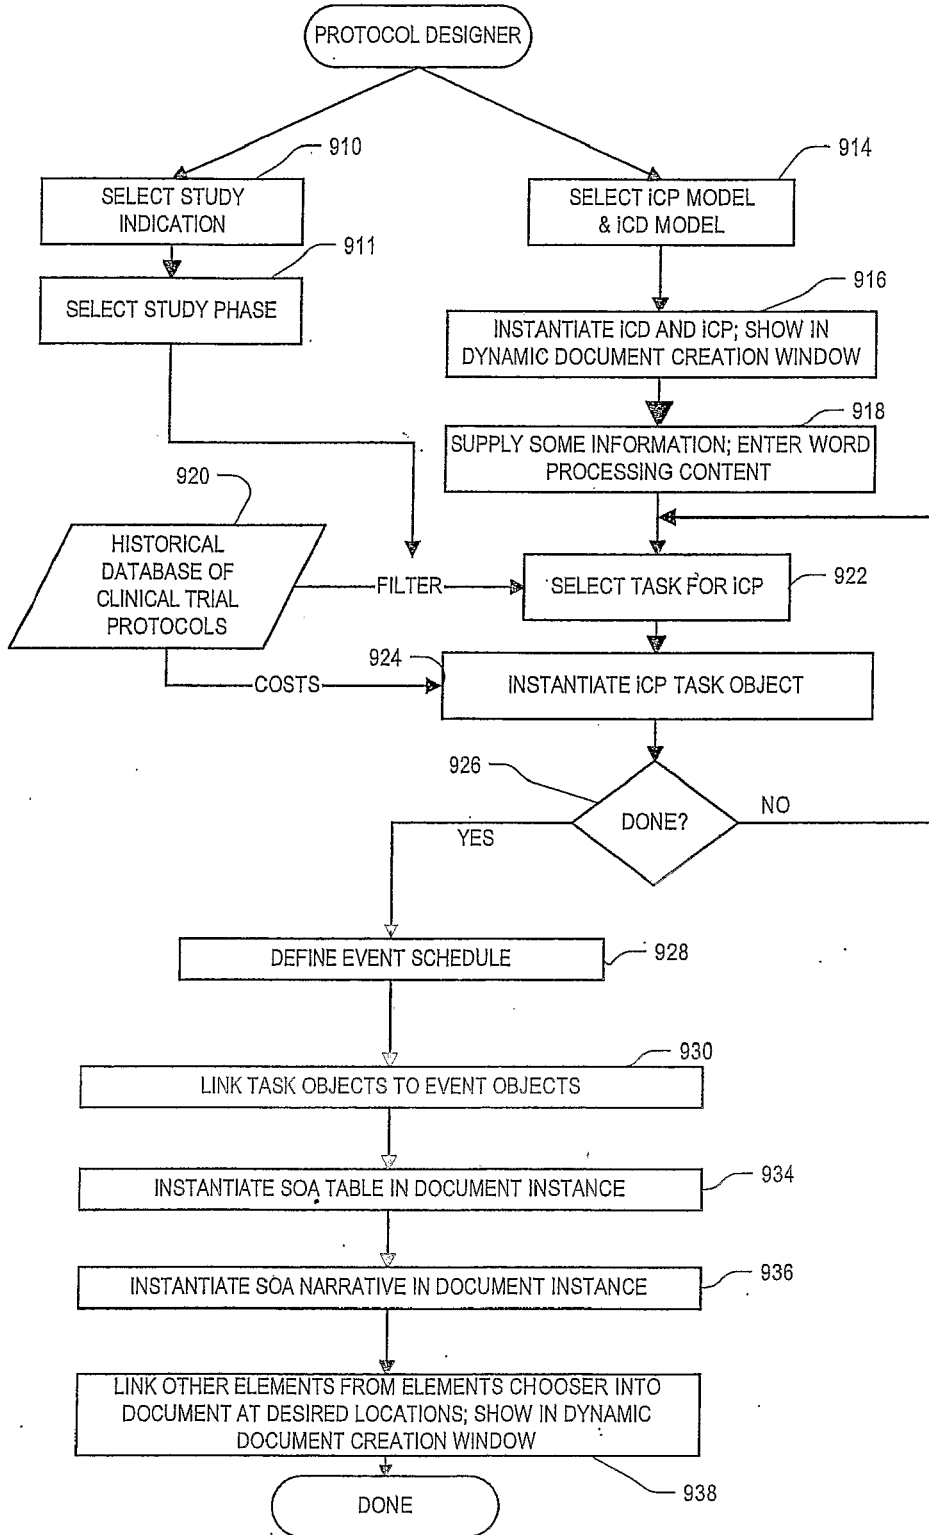 PROTOCOL DESIGNER
910
914
SELECT STUDY
INDICATION
SELECT iCP MODEL
& iCD MODEL
911
SELECT STUDY PHASE
916
INSTANTIATE iCD AND iCP; SHOW IN
DYNAMIC DOCUMENT CREATION WINDOW
918
SUPPLY SOME INFORMATION; ENTER WORD
PROCESSING CONTENT
920
HISTORICAL
DATABASE OF
CLINICAL TRIAL
PROTOCOLS
FILTER
SELECT TASK FOR iCP
922
924
COSTS
INSTANTIATE iCP TASK OBJECT
926
DONE?
NO
YES
DEFINE EVENT SCHEDULE
928
930
LINK TASK OBJECTS TO EVENT OBJECTS
INSTANTIATE SOA TABLE IN DOCUMENT INSTANCE
934
INSTANTIATE SOA NARRATIVE IN DOCUMENT INSTANCE
936
LINK OTHER ELEMENTS FROM ELEMENTS CHOOSER INTO
DOCUMENT AT DESIRED LOCATIONS; SHOW IN DYNAMIC
DOCUMENT CREATION WINDOW
938
DONE